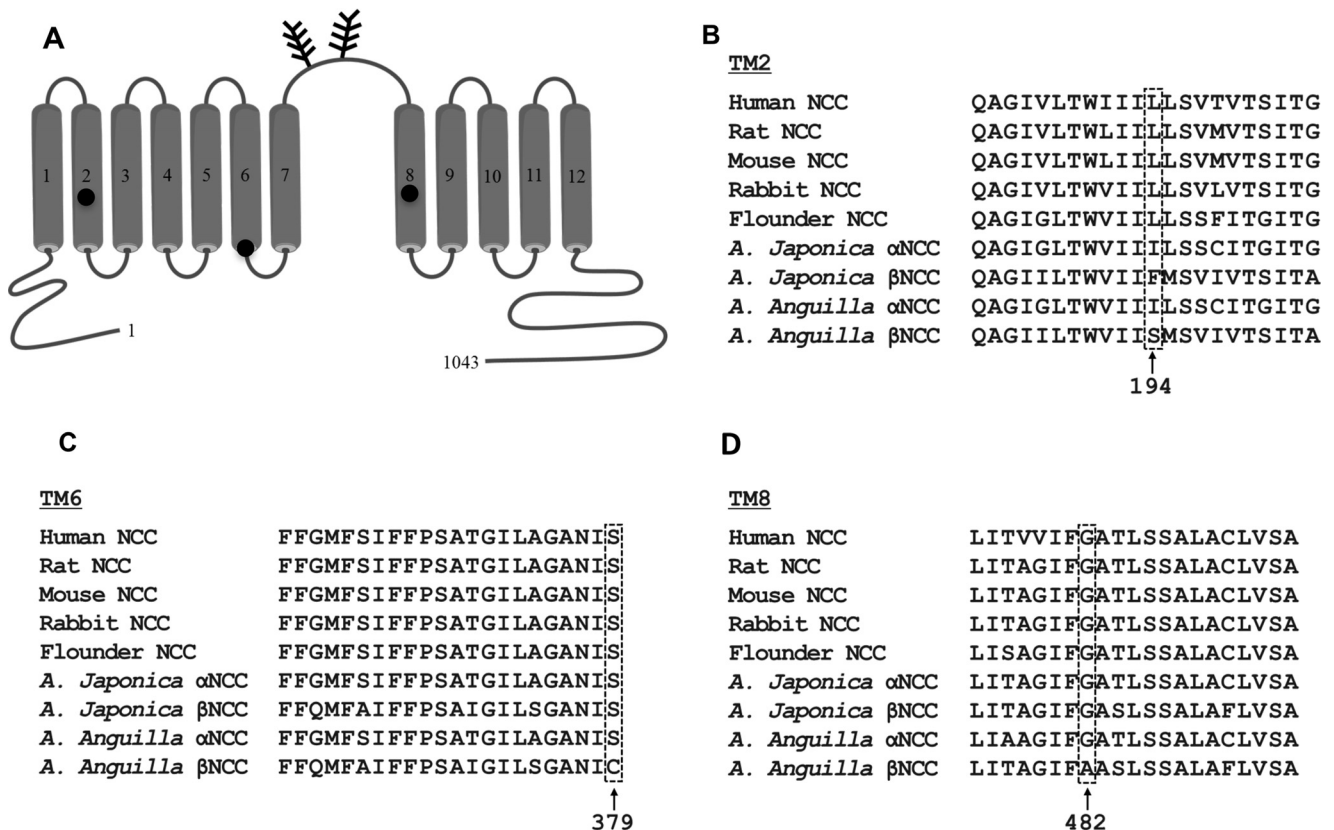 A
1 2 3 4 5 6 7 8 9 10 11 12
1
1043
B
TM2
Human NCC QAGIVLTWIIILLSVTVTSITG
Rat NCC QAGIVLTWLIILLSVMVTSITG
Mouse NCC QAGIVLTWLIILLSVMVTSITG
Rabbit NCC QAGIVLTWVIILLSVLVTSITG
Flounder NCC QAGIGLTWVIILLSSFITGITG
A. Japonica αNCC QAGIGLTWVIIILSSCITGITG
A. Japonica βNCC QAGIILTWVIIFMSVIVTSITA
A. Anguilla αNCC QAGIGLTWVIIILSSCITGITG
A. Anguilla βNCC QAGIILTWVIISMSVIVTSITA
194
C
TM6
Human NCC FFGMFSIFFPSATGILAGANIS
Rat NCC FFGMFSIFFPSATGILAGANIS
Mouse NCC FFGMFSIFFPSATGILAGANIS
Rabbit NCC FFGMFSIFFPSATGILAGANIS
Flounder NCC FFGMFSIFFPSATGILAGANIS
A. Japonica αNCC FFGMFSIFFPSATGILAGANIS
A. Japonica βNCC FFQMFAIFFPSAIGILSGANIS
A. Anguilla αNCC FFGMFSIFFPSATGILAGANIS
A. Anguilla βNCC FFQMFAIFFPSAIGILSGANIC
379
D
TM8
Human NCC LITVVIFGATLSSALACLVSA
Rat NCC LITAGIFGATLSSALACLVSA
Mouse NCC LITAGIFGATLSSALACLVSA
Rabbit NCC LITAGIFGATLSSALACLVSA
Flounder NCC LISAGIFGATLSSALACLVSA
A. Japonica αNCC LITAGIFGATLSSALACLVSA
A. Japonica βNCC LITAGIFGASLSSALAFLVSA
A. Anguilla αNCC LIAAGIFGATLSSALACLVSA
A. Anguilla βNCC LITAGIFAASLSSALAFLVSA
482